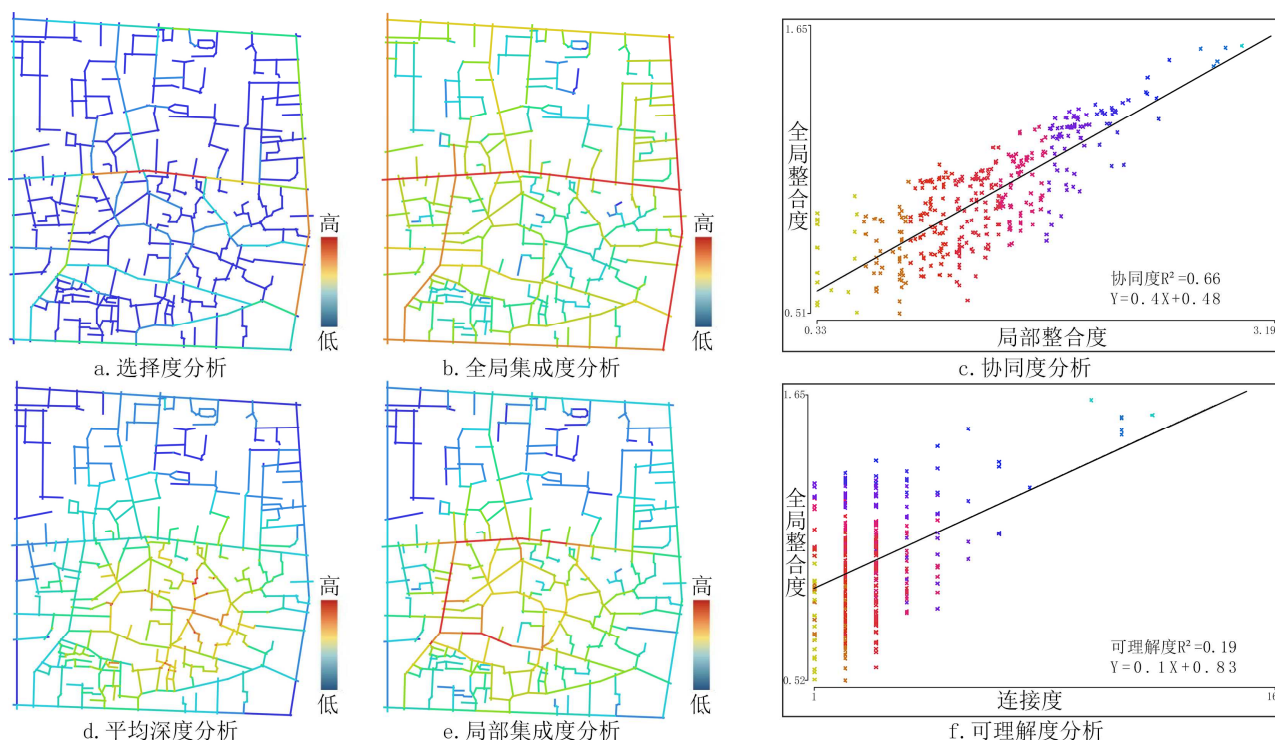 高
低
a.选择度分析
高
低
b.全局集成度分析
1.65
全局整合度
0.51
0.33
局部整合度
3.19
协同度R²=0.66
Y=0.4X+0.48
c.协同度分析
高
低
d.平均深度分析
高
低
e.局部集成度分析
1.65
全局整合度
0.52
1
连接度
16
可理解度R²=0.19
Y=0.1X+0.83
f.可理解度分析